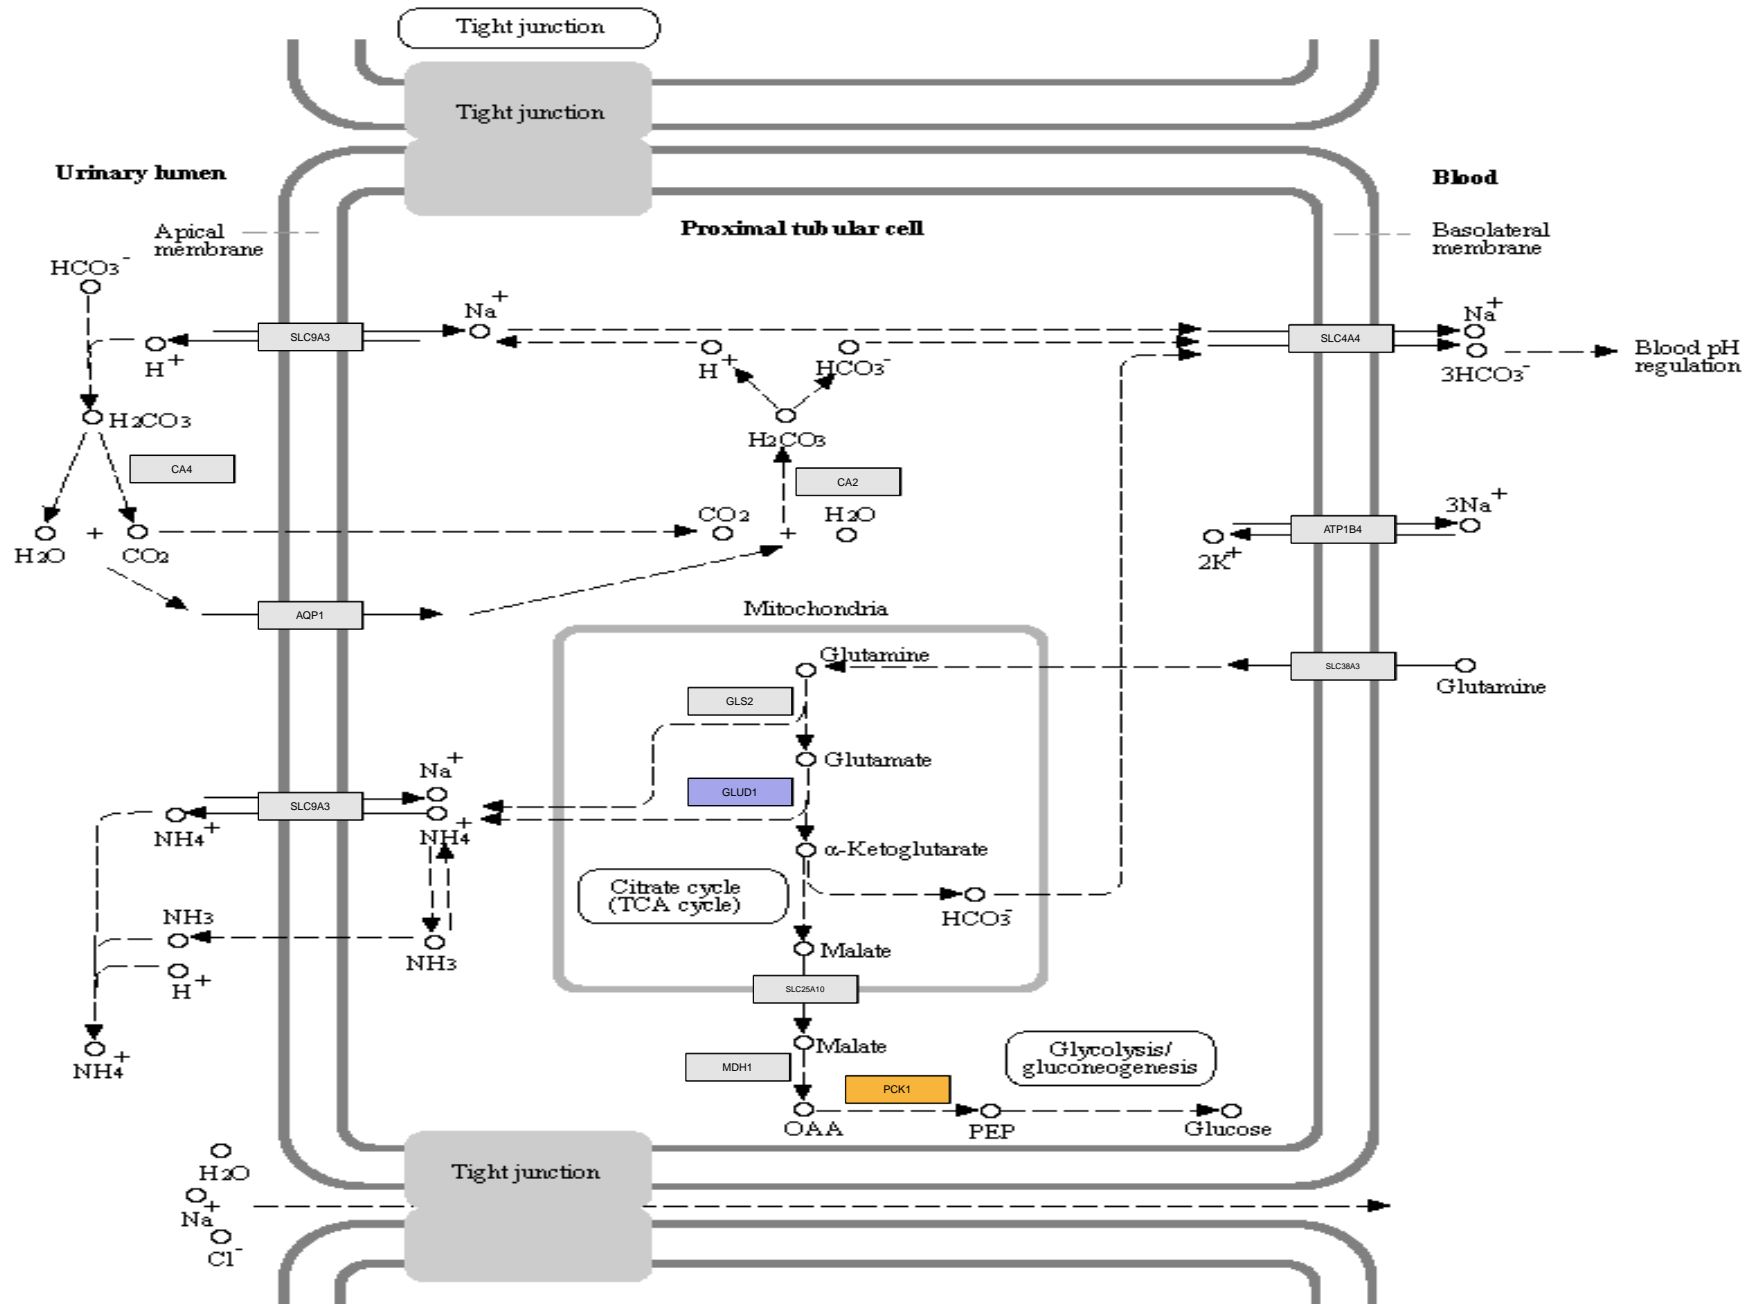 Tight junction
Tight junction
Urinary lumen
Blood
Proximal tubular cell
Apical
membrane
Basolateral
membrane
HCO3-
Na+
Na+
SLC9A3
SLC4A4
H+
H+
HCO3-
3HCO3-
Blood pH
regulation
H2CO3
H2CO3
CA4
CA2
CO2
H2O
3Na+
+
+
ATP1B4
H2O
CO2
2K+
AQP1
Mitochondria
Glutamine
SLC38A3
Glutamine
GLS2
Glutamate
Na+
GLUD1
SLC9A3
NH4+
NH4+
α-Ketoglutarate
Citrate cycle
(TCA cycle)
HCO3-
NH3
NH3
Malate
H+
SLC25A10
Malate
NH4+
MDH1
Glycolysis/
gluconeogenesis
PCK1
OAA
PEP
Glucose
Tight junction
H2O
Na+
Cl-